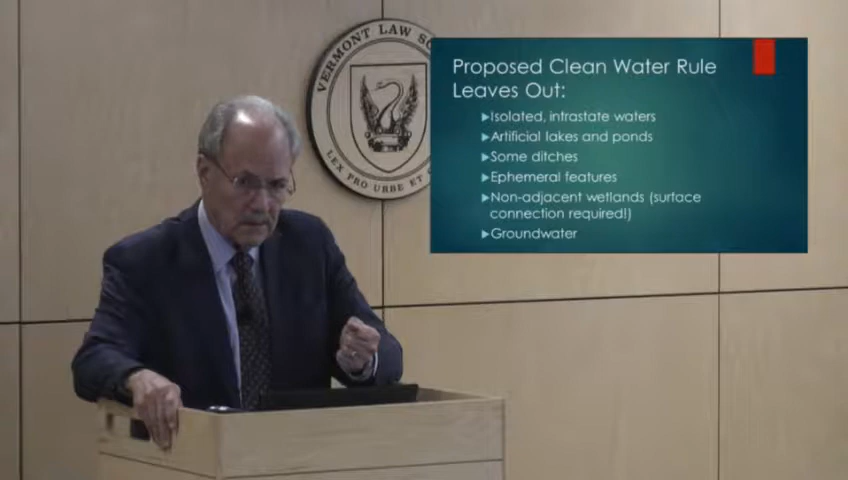 VERMONT LAW
LEX PRO URBE ET
Proposed Clean Water Rule
Leaves Out:
Isolated, intrastate waters
Artificial lakes and ponds
Some ditches
Ephemeral features
Non-adjacent wetlands (surface
connection required!)
Groundwater